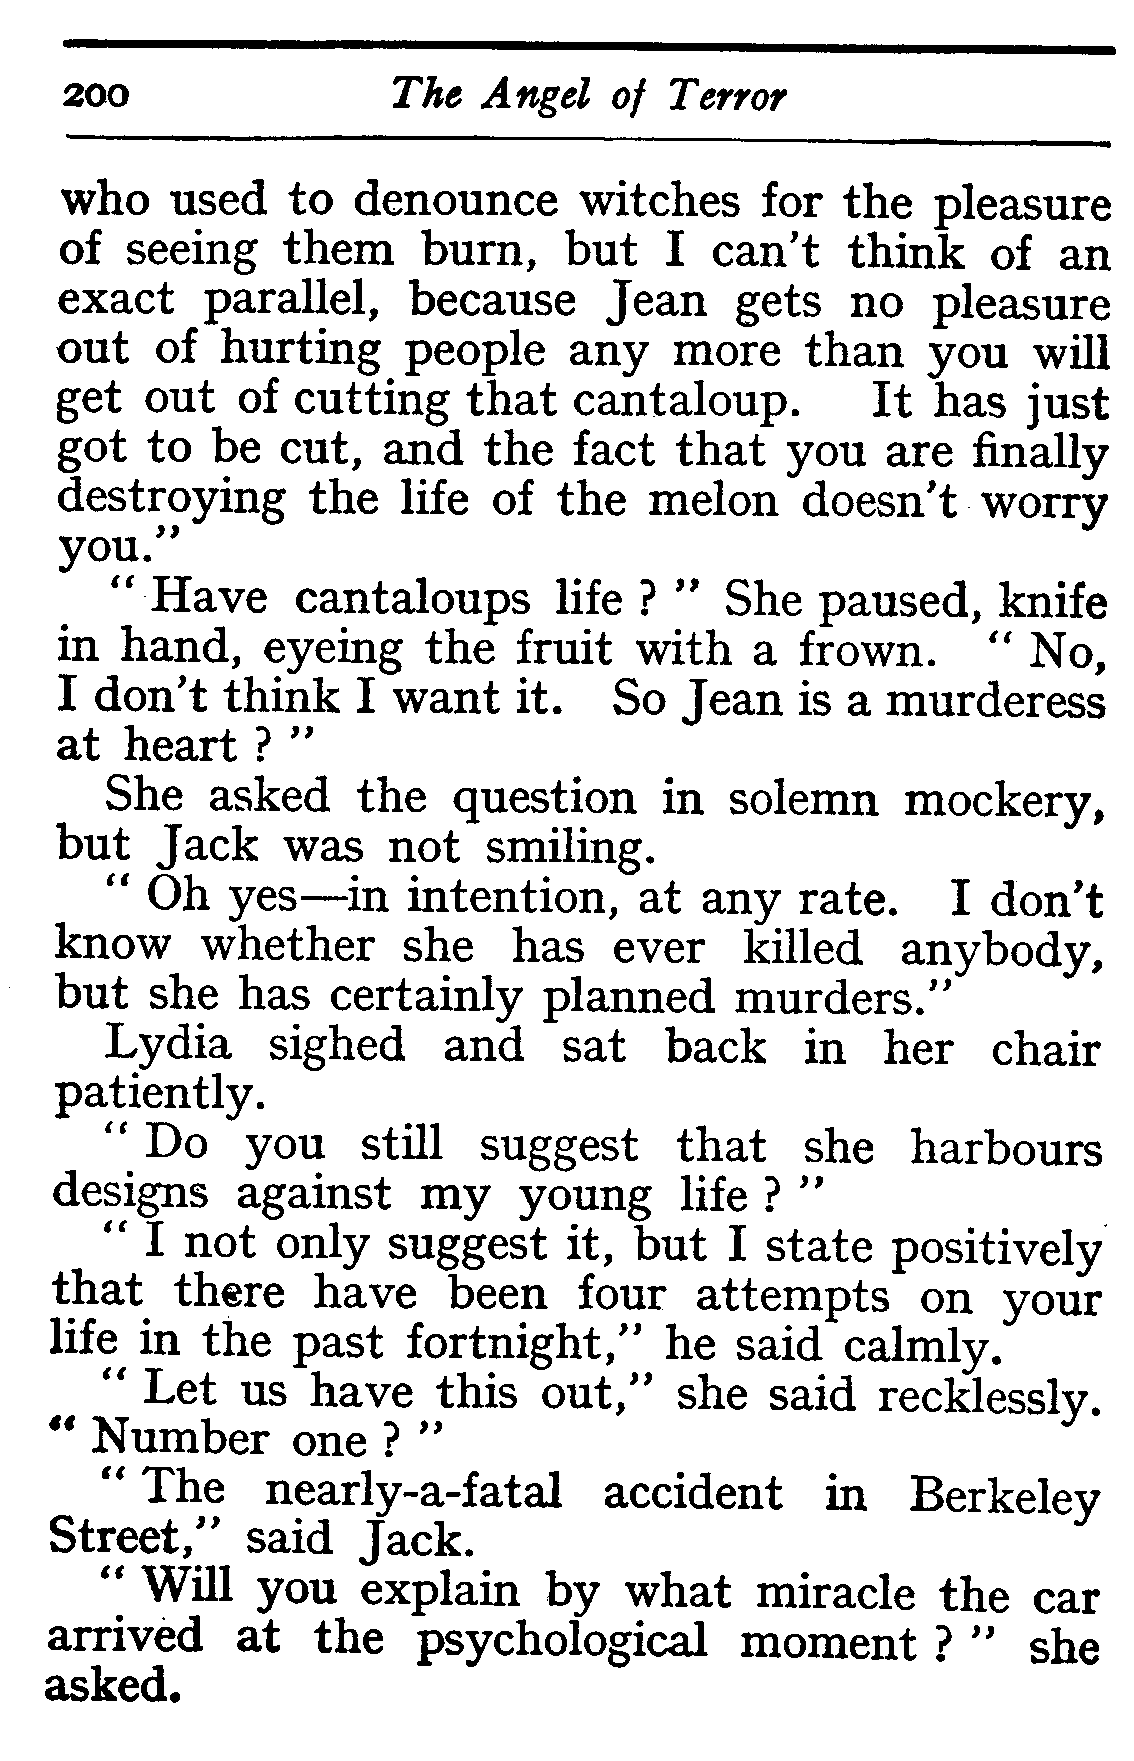 200 The Angel of Terror
who used to denounce witches for the pleasure
of seeing them burn, but I can't think of an
exact parallel, because Jean gets no pleasure
out of hurting people any more than you will
get out of cutting that cantaloup. It has just
got to be cut, and the fact that you are finally
destroying the life of the melon doesn't worry
you."
" Have cantaloups life ? " She paused, knife
in hand, eyeing the fruit with a frown. " No,
I don't think I want it. So Jean is a murderess
at heart ? "
She asked the question in solemn mockery,
but Jack was not smiling.
" Oh yes—in intention, at any rate. I don't
know whether she has ever killed anybody,
but she has certainly planned murders."
Lydia sighed and sat back in her chair
patiently.
" Do you still suggest that she harbours
designs against my young life ? "
" I not only suggest it, but I state positively
that there have been four attempts on your
life in the past fortnight," he said calmly.
" Let us have this out," she said recklessly.
" Number one ? "
" The nearly-a-fatal accident in Berkeley
Street," said Jack.
" Will you explain by what miracle the car
arrived at the psychological moment ? " she
asked.